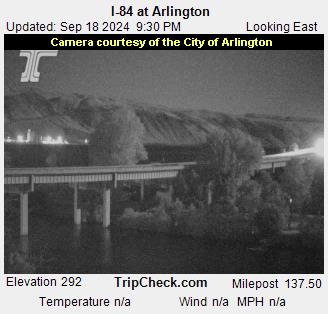 I-84 at Arlington
Updated: Sep 18 2024 9:30 PM Looking East
Camera courtesy of the City of Arlington
Elevation 292 TripCheck.com Milepost 137.50
Temperature n/a Wind n/a MPH n/a